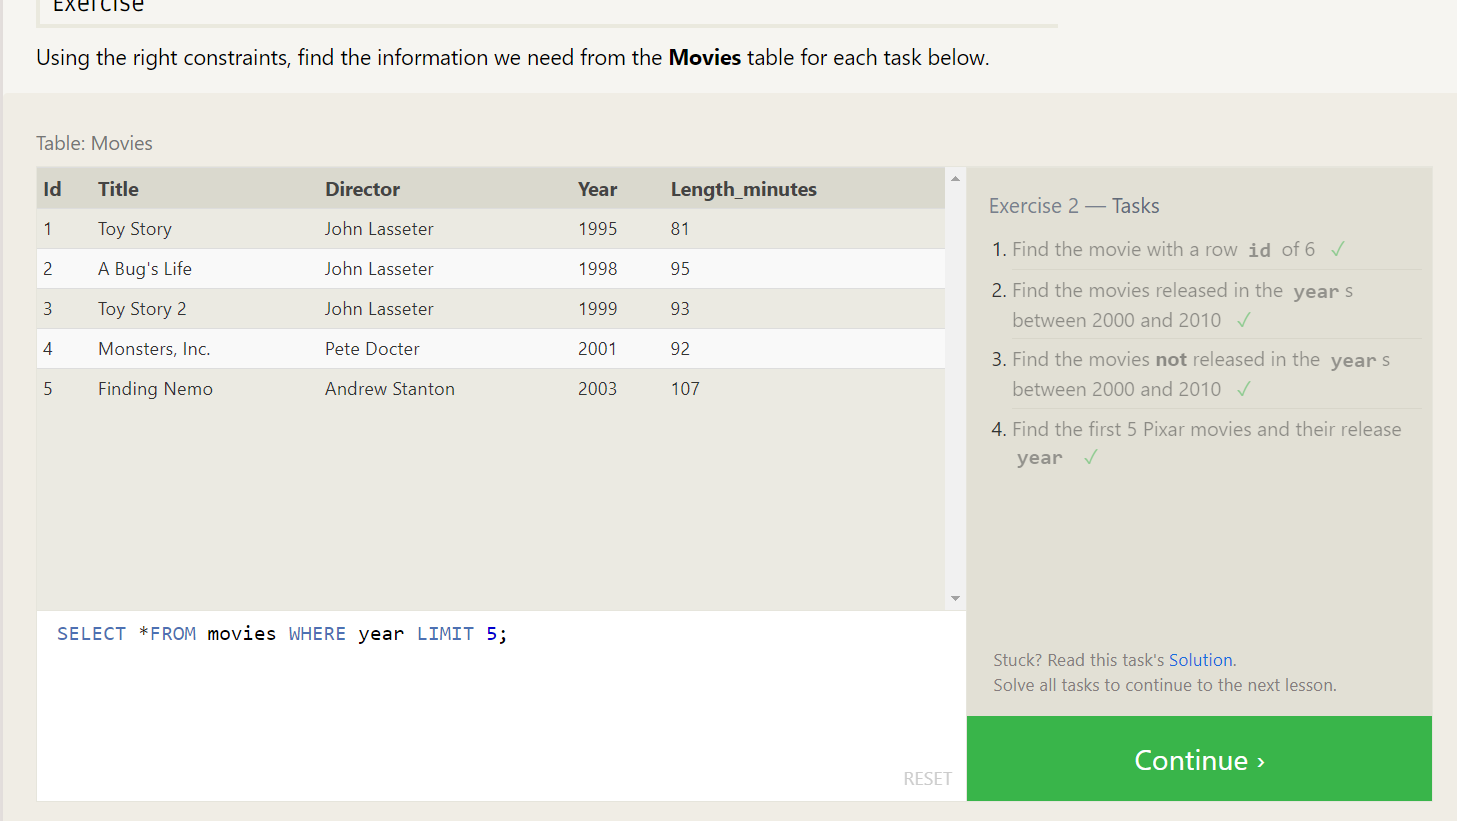 Exercise
Using the right constraints, find the information we need from the Movies table for each task below.
Table: Movies
Id Title Director Year Length_minutes
1 Toy Story John Lasseter 1995 81
2 A Bug's Life John Lasseter 1998 95
3 Toy Story 2 John Lasseter 1999 93
4 Monsters, Inc. Pete Docter 2001 92
5 Finding Nemo Andrew Stanton 2003 107
SELECT *FROM movies WHERE year LIMIT 5;
RESET
Exercise 2 — Tasks
1. Find the movie with a row id of 6 ✓
2. Find the movies released in the year s
between 2000 and 2010 ✓
3. Find the movies not released in the year s
between 2000 and 2010 ✓
4. Find the first 5 Pixar movies and their release
year ✓
Stuck? Read this task's Solution.
Solve all tasks to continue to the next lesson.
Continue ›